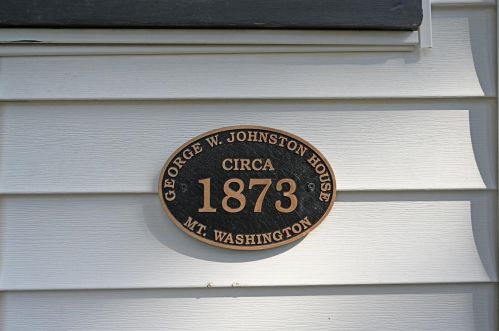 GEORGE W. JOHNSTON HOUSE
CIRCA
1873
MT. WASHINGTON